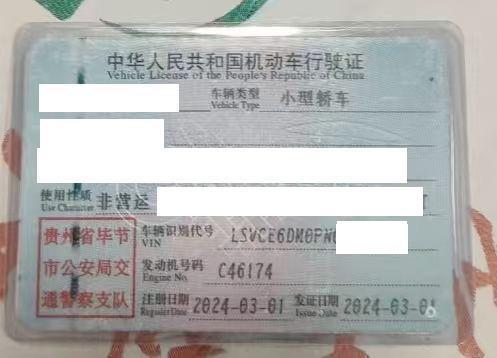 中华人民共和国机动车行驶证
Vehicle License of the People's Republic of China
车辆类型 小型轿车
Vehicle Type
使用性质 非营运
Use Character
贵州省毕节
市公安局交
通警察支队
车辆识别代号 LSVCE6DM0PN
VIN
发动机号码 C46174
Engine No.
注册日期 2024-03-01 发证日期 2024-03-01
Register Date Issue Date